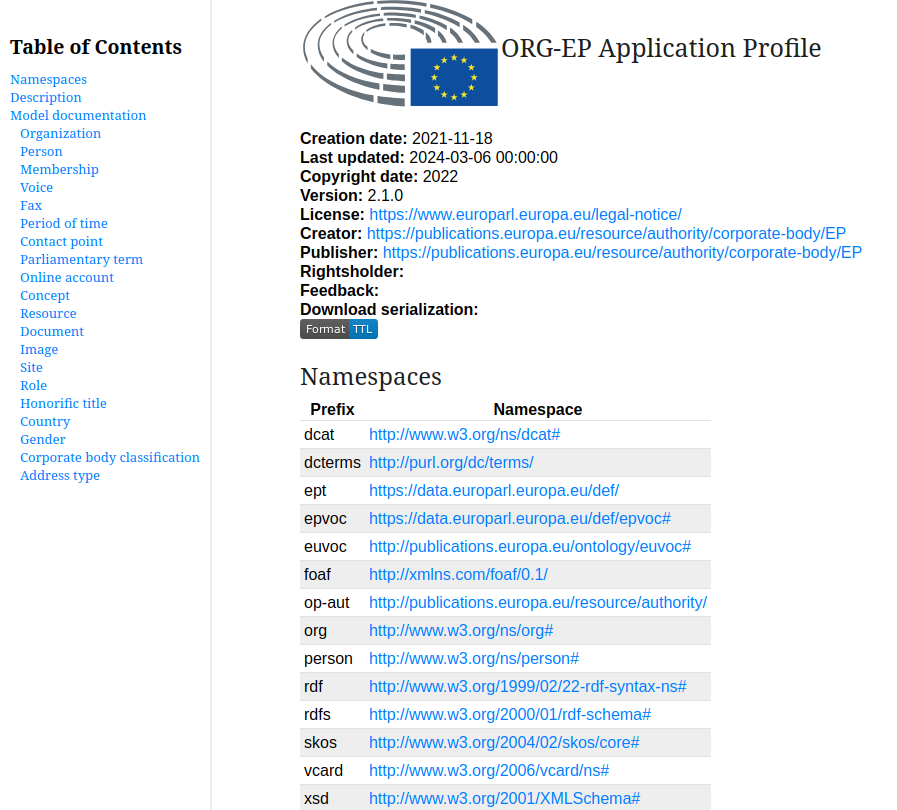 Table of Contents
Namespaces
Description
Model documentation
Organization
Person
Membership
Voice
Fax
Period of time
Contact point
Parliamentary term
Online account
Concept
Resource
Document
Image
Site
Role
Honorific title
Country
Gender
Corporate body classification
Address type
ORG-EP Application Profile
Creation date: 2021-11-18
Last updated: 2024-03-06 00:00:00
Copyright date: 2022
Version: 2.1.0
License: https://www.europarl.europa.eu/legal-notice/
Creator: https://publications.europa.eu/resource/authority/corporate-body/EP
Publisher: https://publications.europa.eu/resource/authority/corporate-body/EP
Rightsholder:
Feedback:
Download serialization:
Format TTL
Namespaces
Prefix Namespace
dcat http://www.w3.org/ns/dcat#
dcterms http://purl.org/dc/terms/
ept https://data.europarl.europa.eu/def/
epvoc https://data.europarl.europa.eu/def/epvoc#
euvoc http://publications.europa.eu/ontology/euvoc#
foaf http://xmlns.com/foaf/0.1/
op-aut http://publications.europa.eu/resource/authority/
org http://www.w3.org/ns/org#
person http://www.w3.org/ns/person#
rdf http://www.w3.org/1999/02/22-rdf-syntax-ns#
rdfs http://www.w3.org/2000/01/rdf-schema#
skos http://www.w3.org/2004/02/skos/core#
vcard http://www.w3.org/2006/vcard/ns#
xsd http://www.w3.org/2001/XMLSchema#